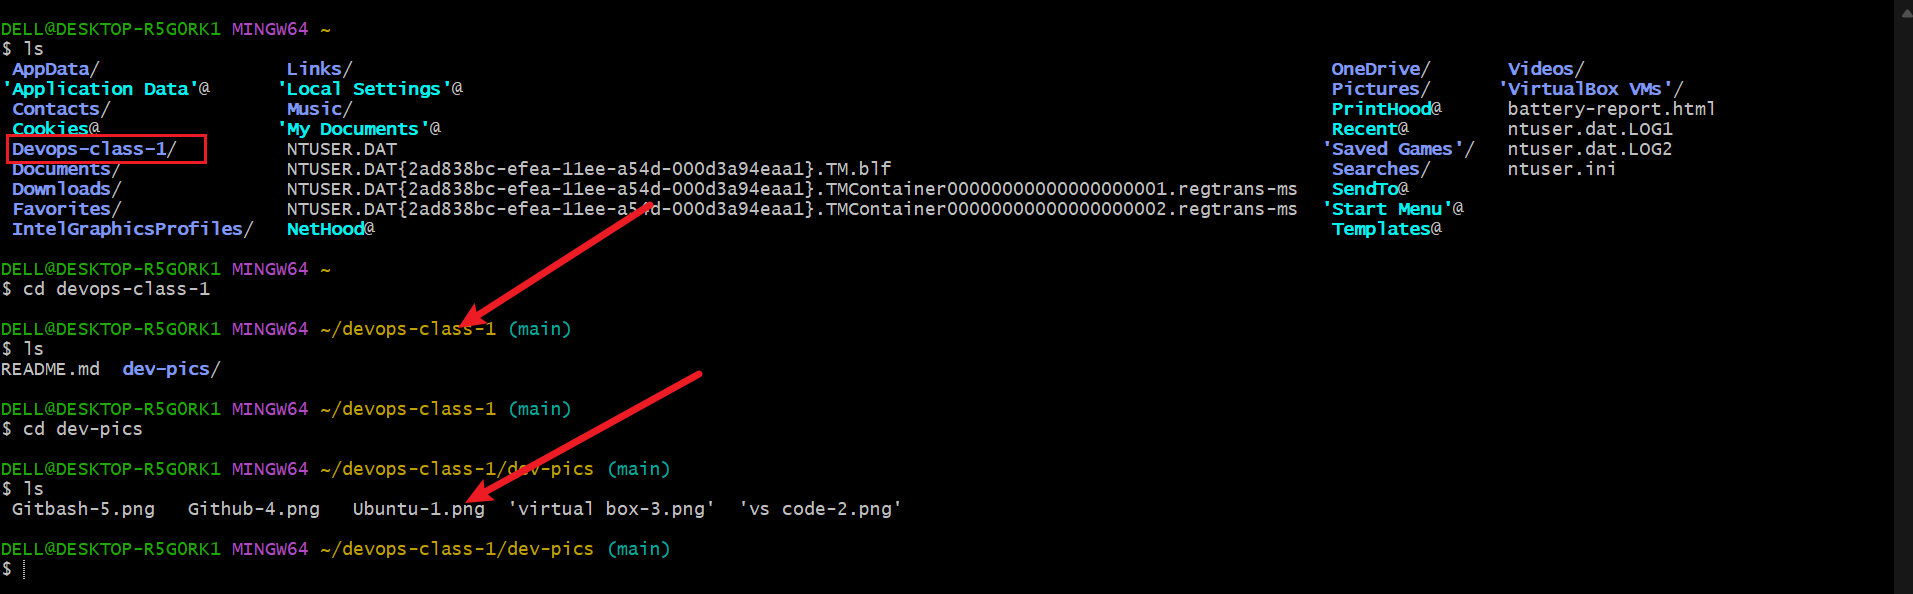 DELL@DESKTOP-R5GORK1 MINGW64 ~
$ ls
AppData/ Links/ OneDrive/ Videos/
'Application Data'@ 'Local Settings'@ Pictures/ 'VirtualBox VMs'/
Contacts/ Music/ PrintHood@ battery-report.html
Cookies@ 'My Documents'@ Recent@ ntuser.dat.LOG1
Devops-class-1/ NTUSER.DAT 'Saved Games'/ ntuser.dat.LOG2
Documents/ NTUSER.DAT{2ad838bc-efea-11ee-a54d-000d3a94eaa1}.TM.blf Searches/ ntuser.ini
Downloads/ NTUSER.DAT{2ad838bc-efea-11ee-a54d-000d3a94eaa1}.TMContainer00000000000000000001.regtrans-ms SendTo@
Favorites/ NTUSER.DAT{2ad838bc-efea-11ee-a54d-000d3a94eaa1}.TMContainer00000000000000000002.regtrans-ms 'Start Menu'@
IntelGraphicsProfiles/ NetHood@ Templates@
DELL@DESKTOP-R5GORK1 MINGW64 ~
$ cd devops-class-1
DELL@DESKTOP-R5GORK1 MINGW64 ~/devops-class-1 (main)
$ ls
README.md dev-pics/
DELL@DESKTOP-R5GORK1 MINGW64 ~/devops-class-1 (main)
$ cd dev-pics
DELL@DESKTOP-R5GORK1 MINGW64 ~/devops-class-1/dev-pics (main)
$ ls
Gitbash-5.png Github-4.png Ubuntu-1.png 'virtual box-3.png' 'vs code-2.png'
DELL@DESKTOP-R5GORK1 MINGW64 ~/devops-class-1/dev-pics (main)
$